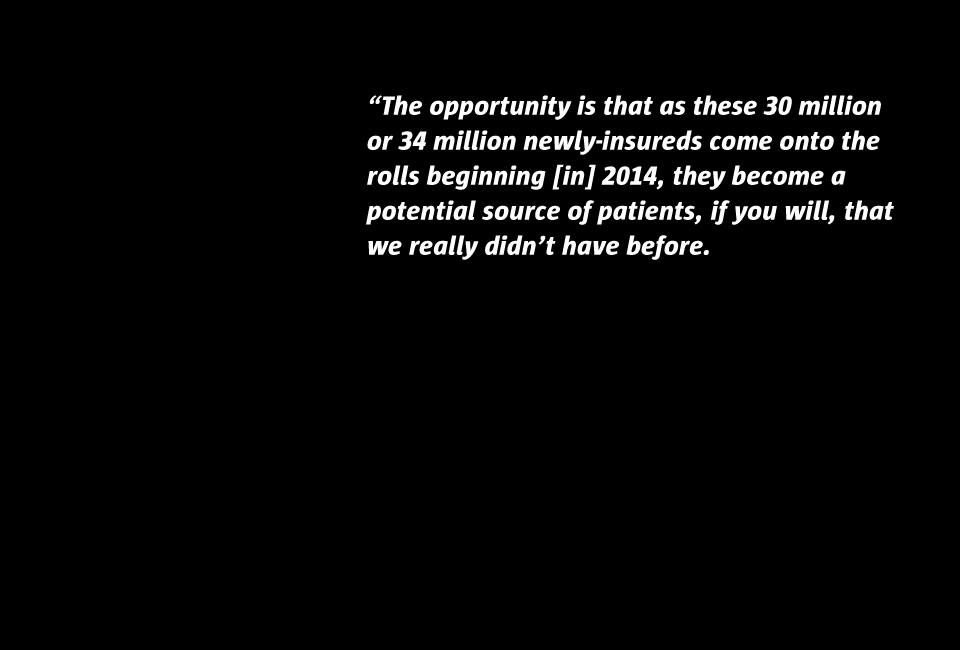 “The opportunity is that as these 30 million
or 34 million newly-insureds come onto the
rolls beginning [in] 2014, they become a
potential source of patients, if you will, that
we really didn’t have before.